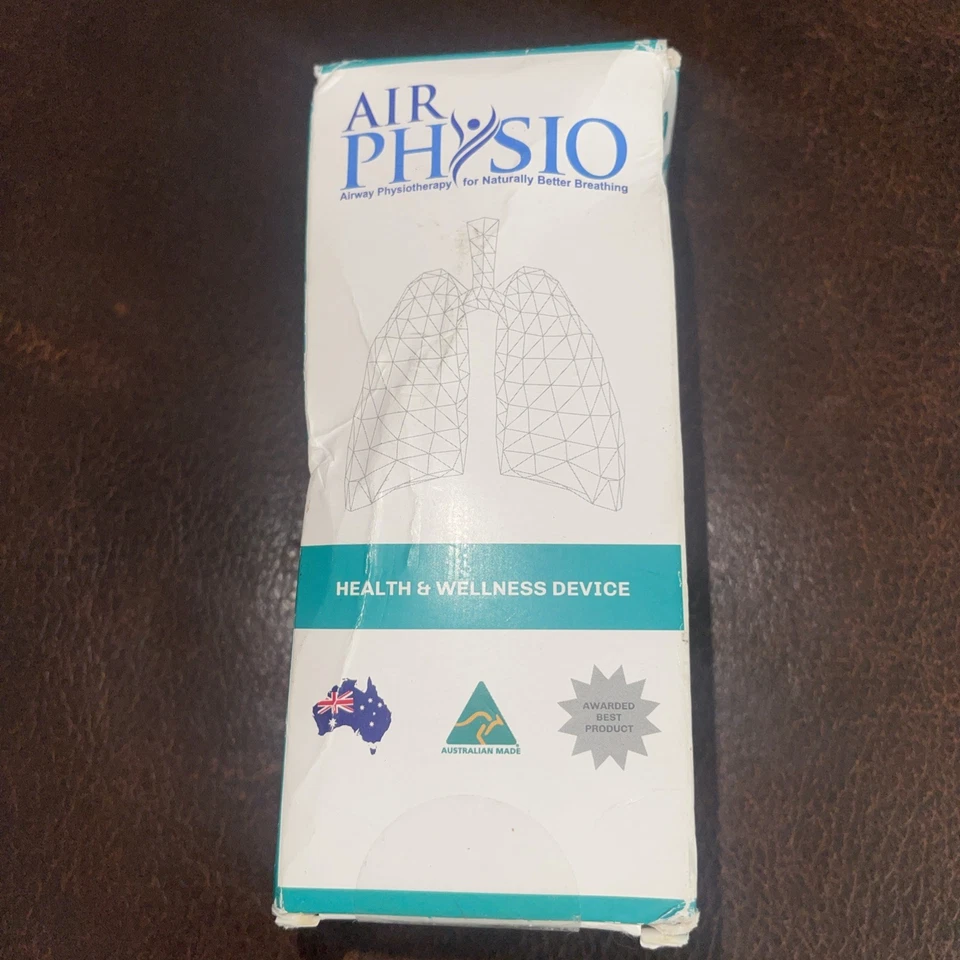 AIR
PHYSIO
Airway Physiotherapy for Naturally Better Breathing
HEALTH & WELLNESS DEVICE
AUSTRALIAN MADE
AWARDED
BEST
PRODUCT